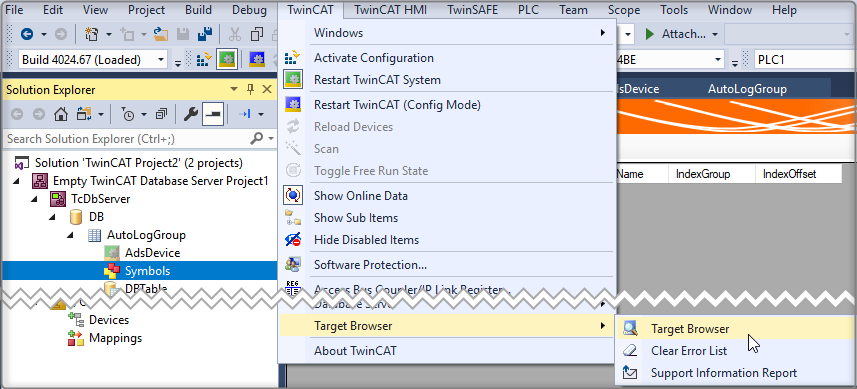 File Edit View Project Build Debug TwinCAT TwinCAT HMI TwinSAFE PLC Team Scope Tools Window Help
Build 4024.67 (Loaded)
Attach...
4BE
PLC1
Solution Explorer
Search Solution Explorer (Ctrl+;)
Solution 'TwinCAT Project2' (2 projects)
Empty TwinCAT Database Server Project1
TcDbServer
DB
AutoLogGroup
AdsDevice
Symbols
DBTable
Devices
Mappings
Windows
Activate Configuration
Restart TwinCAT System
Restart TwinCAT (Config Mode)
Reload Devices
Scan
Toggle Free Run State
Show Online Data
Show Sub Items
Hide Disabled Items
Software Protection...
Access Bus Coupler/IP Link Register...
Database Server
Target Browser
About TwinCAT
dsDevice AutoLogGroup
Name IndexGroup IndexOffset
Target Browser
Clear Error List
Support Information Report